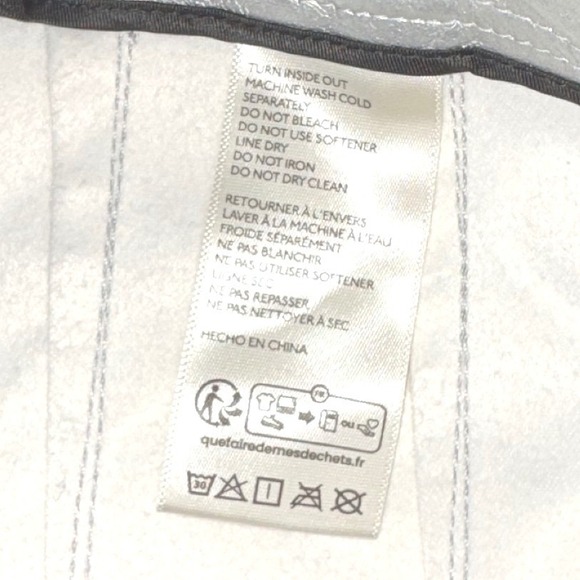 TURN INSIDE OUT
MACHINE WASH COLD
SEPARATELY
DO NOT BLEACH
DO NOT USE SOFTENER
LINE DRY
DO NOT IRON
DO NOT DRY CLEAN
RETOURNER À L'ENVERS
LAVER À LA MACHINE À L'EAU
FROIDE SÉPARÉMENT
NE PAS BLANCHIR
NE PAS UTILISER SOFTENER
LIGNE SEC
NE PAS REPASSER
NE PAS NETTOYER À SEC
HECHO EN CHINA
FR
OU
quefairedemesdechets.fr
30